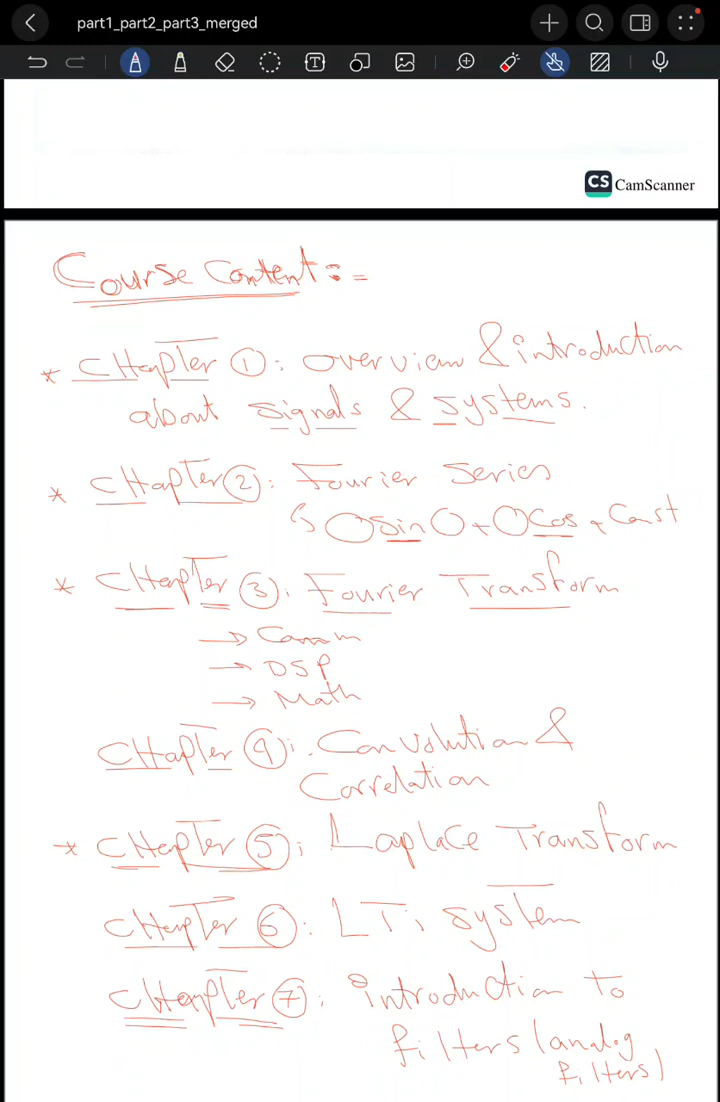 part1_part2_part3_merged
CS CamScanner
Course Content :=
* CHapter ①: overview & introduction
about signals & systems.
* CHapter ②: Fourier Series
sin + cos + Const
* CHapter ③: Fourier Transform
→ Comm
→ DSP
→ Math
CHapter ④: Convolution &
Correlation
* CHapter ⑤: Laplace Transform
CHapter ⑥: LTi system
CHapter ⑦: introduction to
filters (analog
filters)